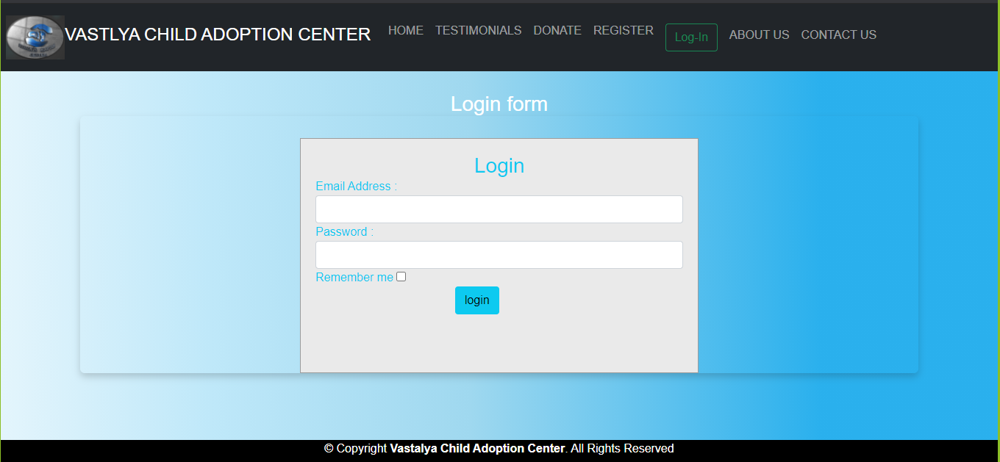 VASTLYA CHILD ADOPTION CENTER HOME TESTIMONIALS DONATE REGISTER Log-In ABOUT US CONTACT US
Login form
Login
Email Address :
Password :
Remember me
login
© Copyright Vastalya Child Adoption Center. All Rights Reserved